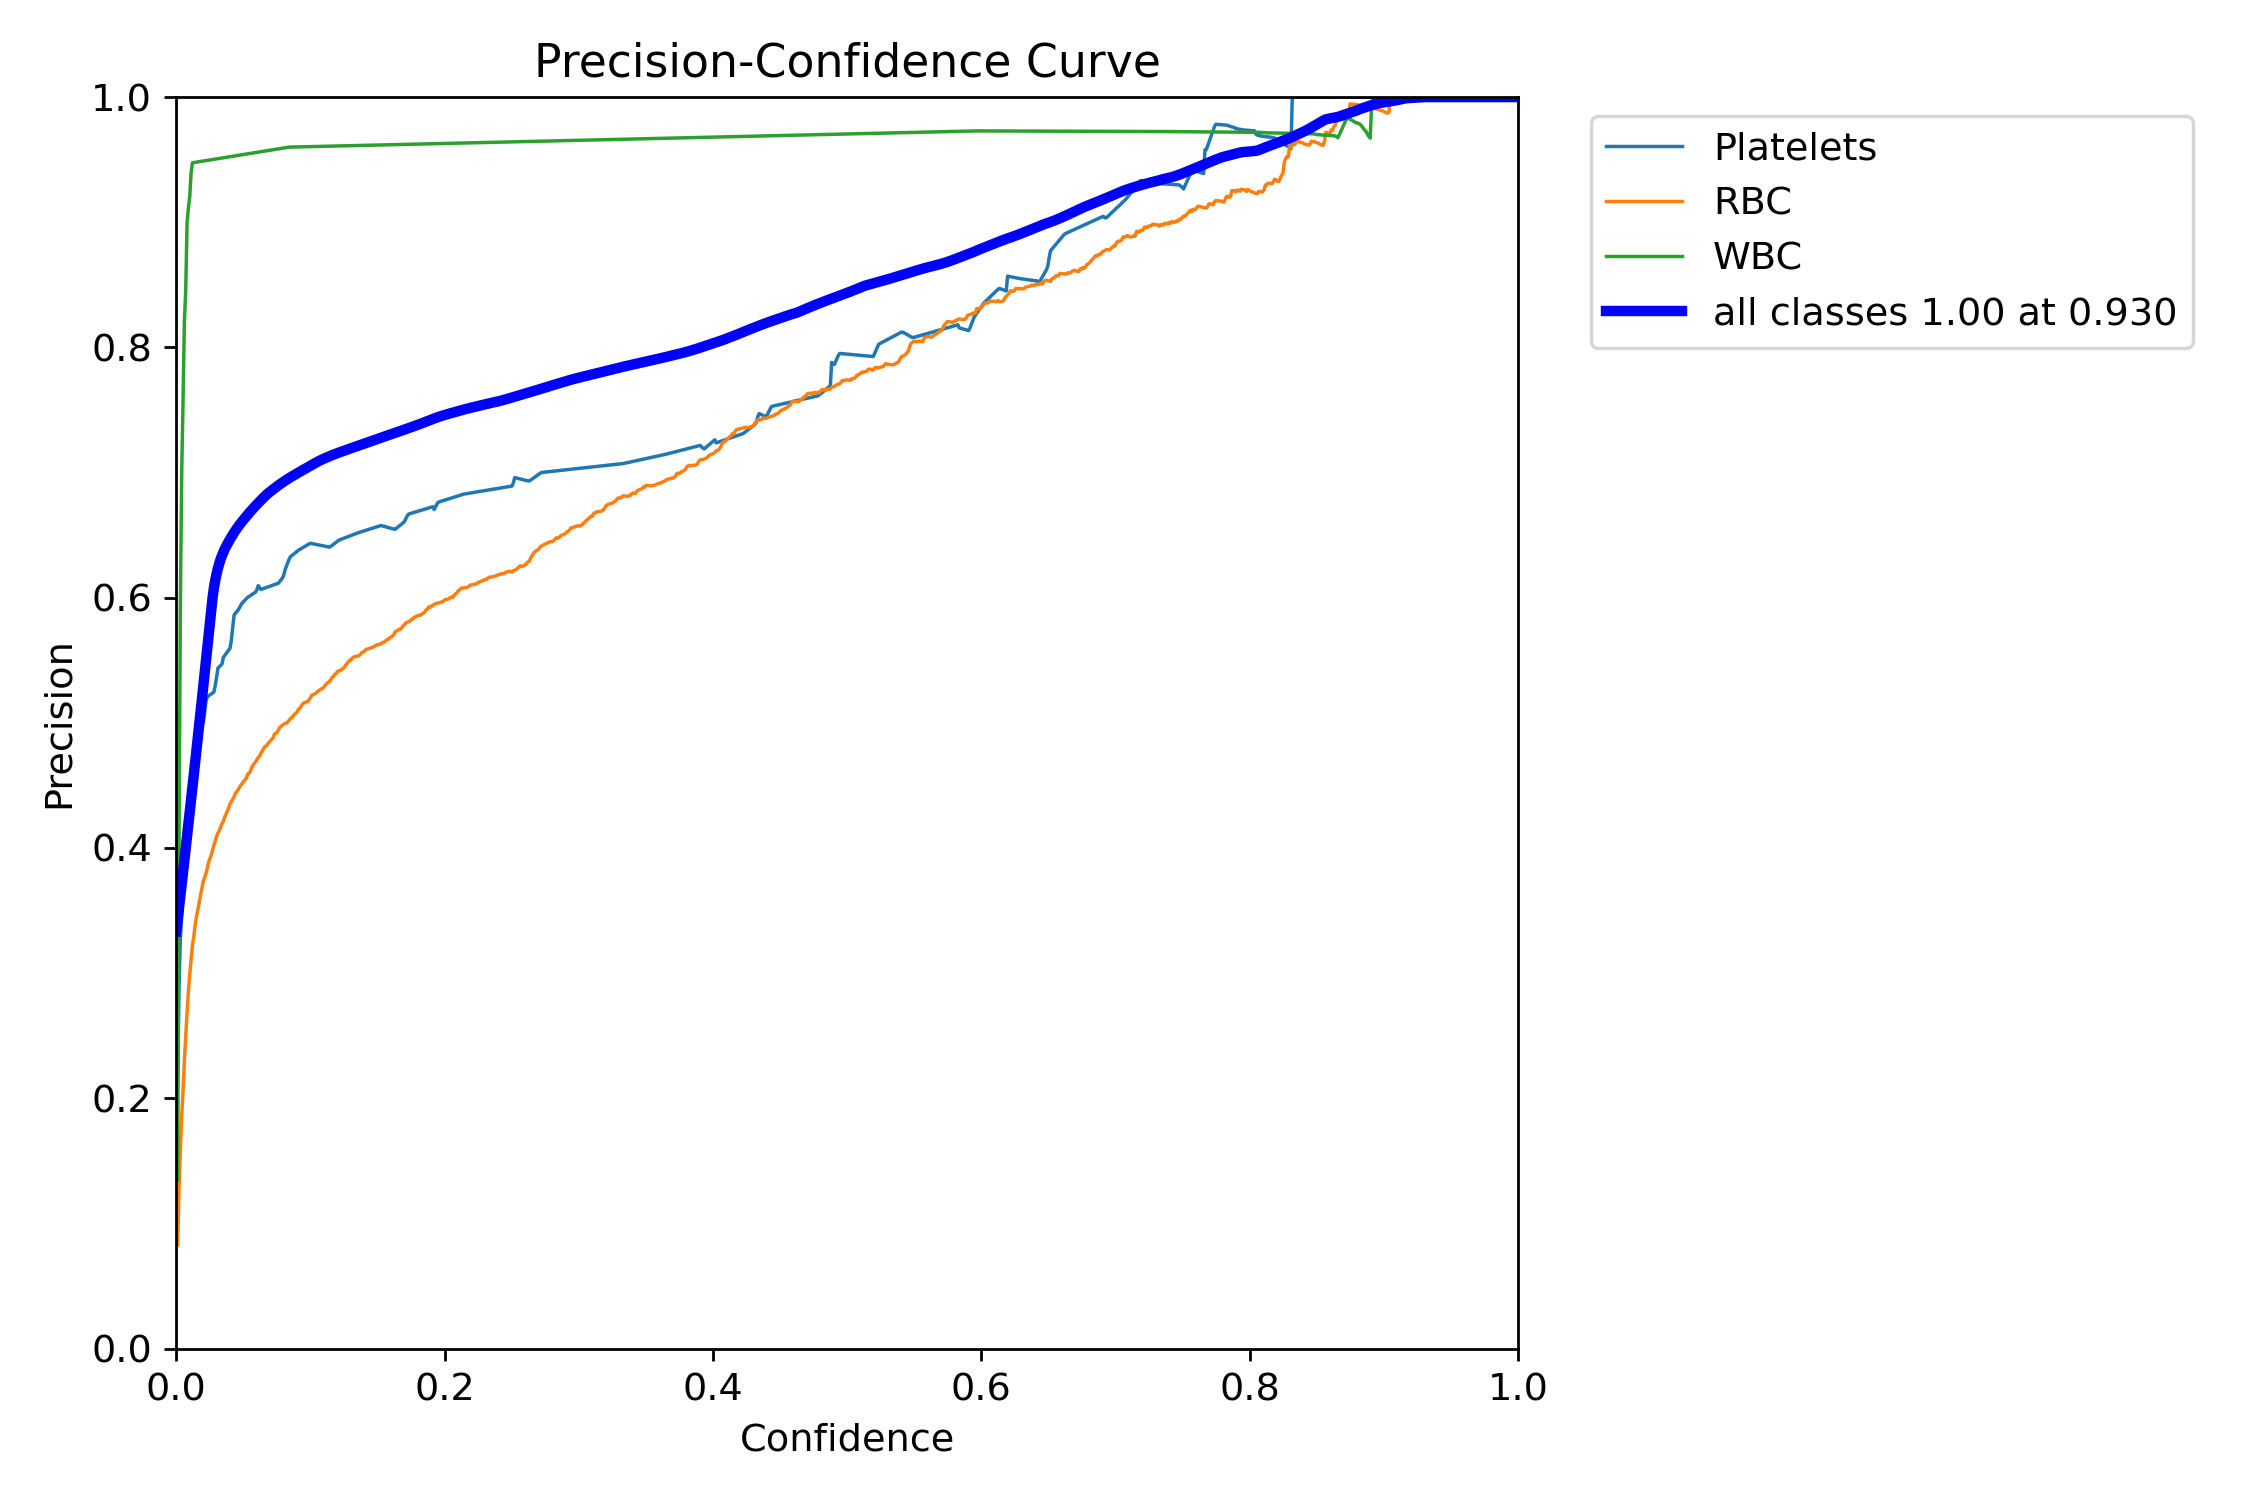 Precision-Confidence Curve
1.0
0.8
0.6
0.4
0.2
0.0
Precision
0.0 0.2 0.4 0.6 0.8 1.0
Confidence
Platelets
RBC
WBC
all classes 1.00 at 0.930